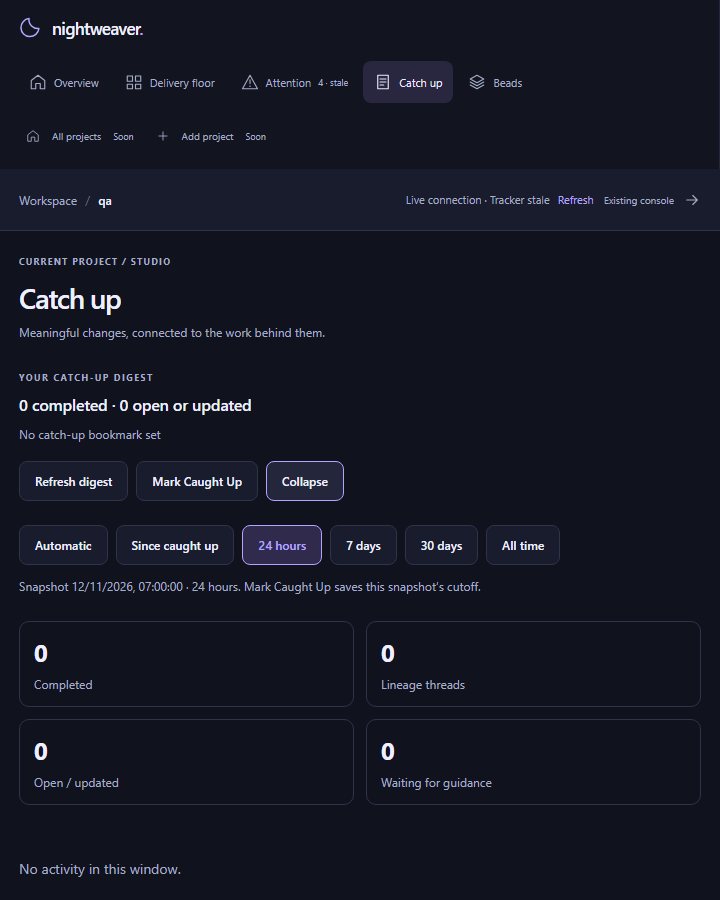 nightweaver.
Overview Delivery floor Attention 4 · stale Catch up Beads
All projects Soon Add project Soon
Workspace / qa Live connection · Tracker stale Refresh Existing console
CURRENT PROJECT / STUDIO
Catch up
Meaningful changes, connected to the work behind them.
YOUR CATCH-UP DIGEST
0 completed · 0 open or updated
No catch-up bookmark set
Refresh digest Mark Caught Up Collapse
Automatic Since caught up 24 hours 7 days 30 days All time
Snapshot 12/11/2026, 07:00:00 · 24 hours. Mark Caught Up saves this snapshot's cutoff.
0 0
Completed Lineage threads
0 0
Open / updated Waiting for guidance
No activity in this window.